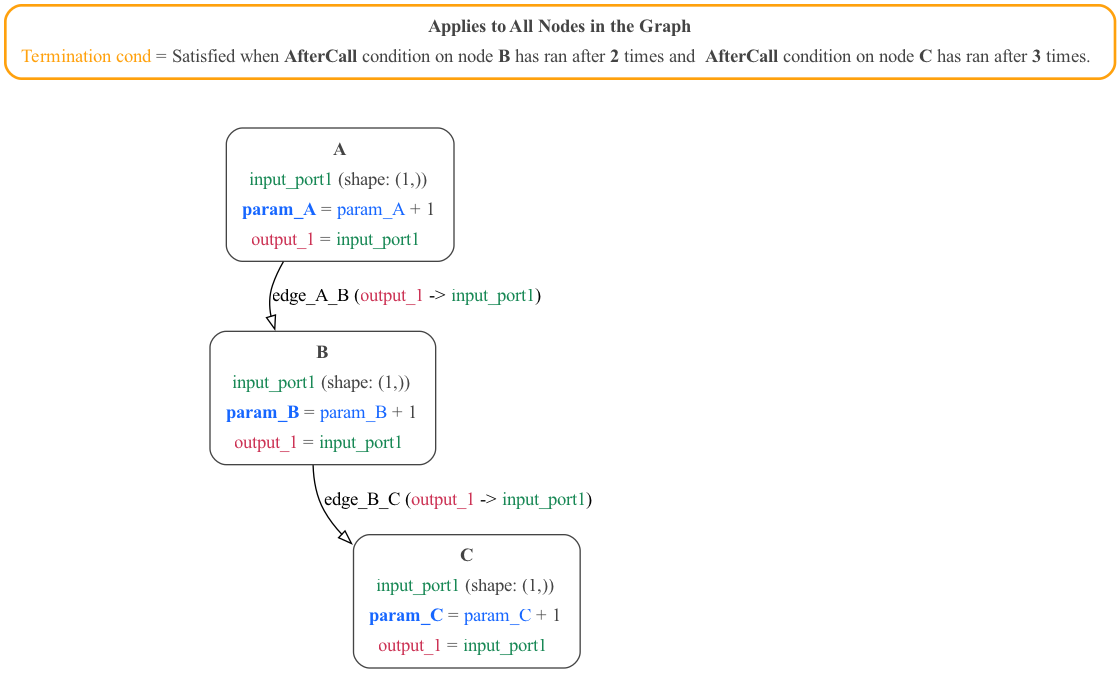 Applies to All Nodes in the Graph
Termination cond = Satisfied when AfterCall condition on node B has ran after 2 times and  AfterCall condition on node C has ran after 3 times.
A
input_port1 (shape: (1,))
param_A = param_A + 1
output_1 = input_port1
edge_A_B (output_1 -> input_port1)
B
input_port1 (shape: (1,))
param_B = param_B + 1
output_1 = input_port1
edge_B_C (output_1 -> input_port1)
C
input_port1 (shape: (1,))
param_C = param_C + 1
output_1 = input_port1